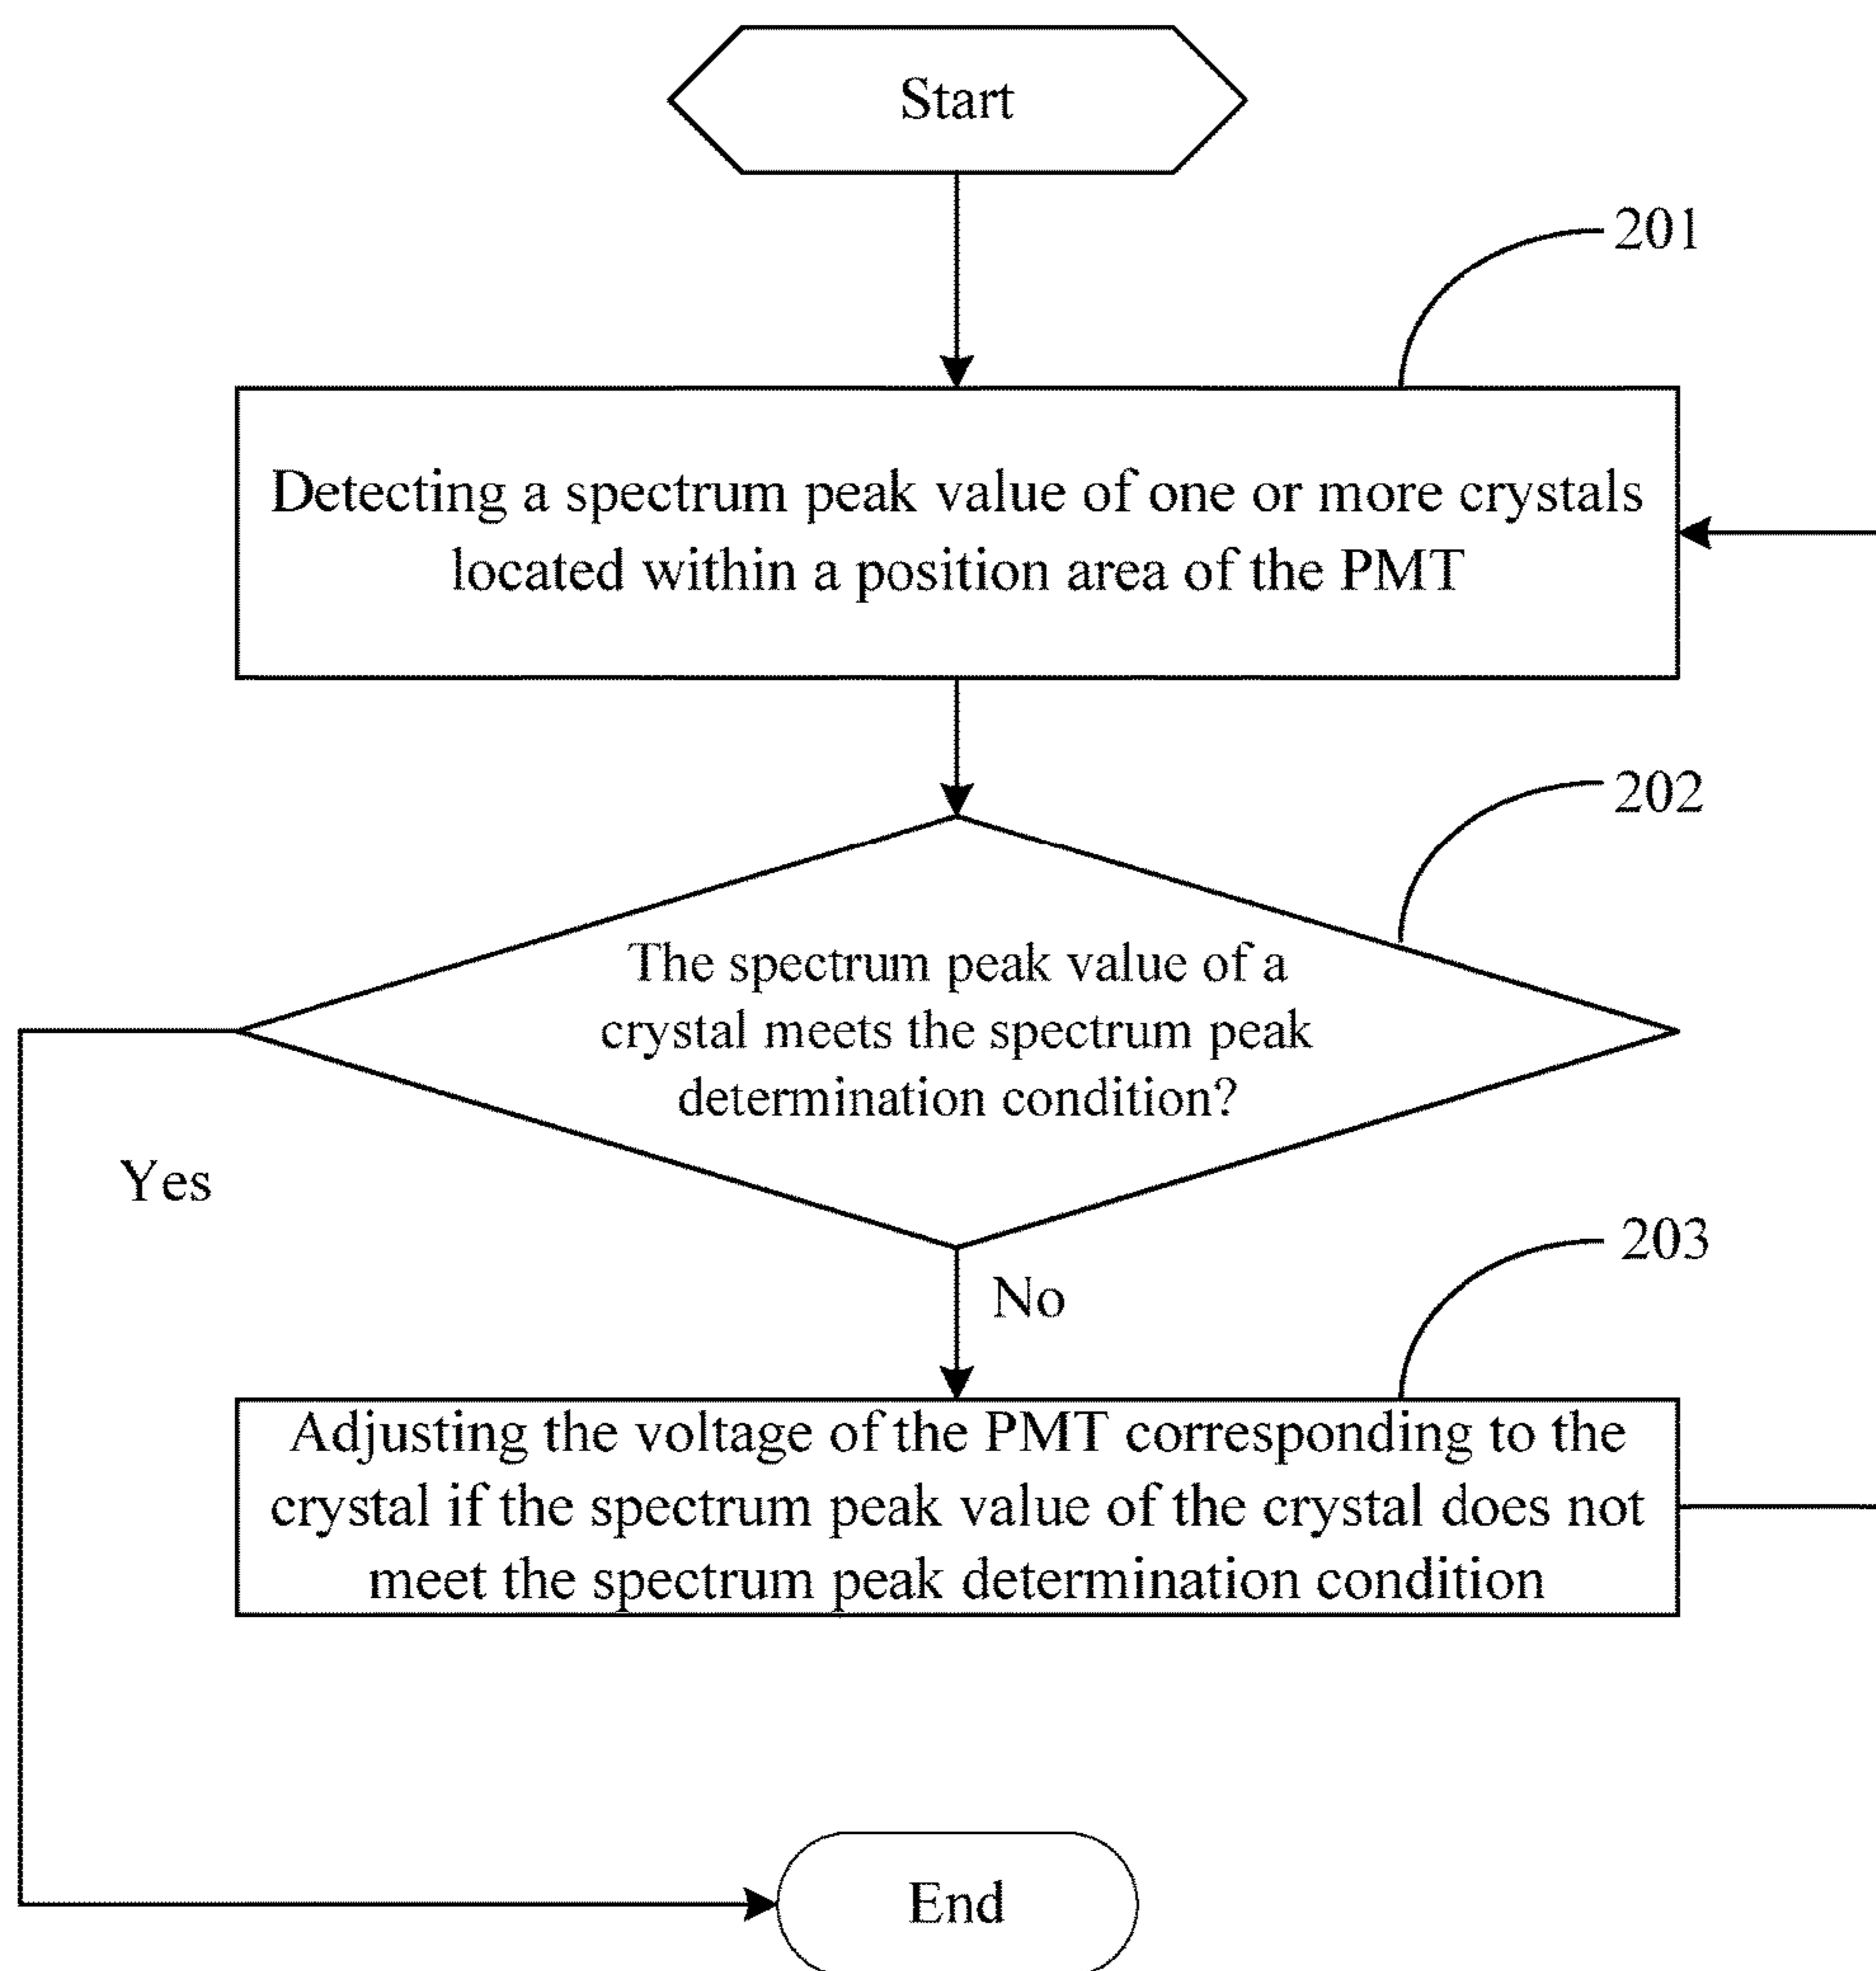 Start
201
Detecting a spectrum peak value of one or more crystals
located within a position area of the PMT
202
The spectrum peak value of a
crystal meets the spectrum peak
determination condition?
Yes
203
No
Adjusting the voltage of the PMT corresponding to the
crystal if the spectrum peak value of the crystal does not
meet the spectrum peak determination condition
End